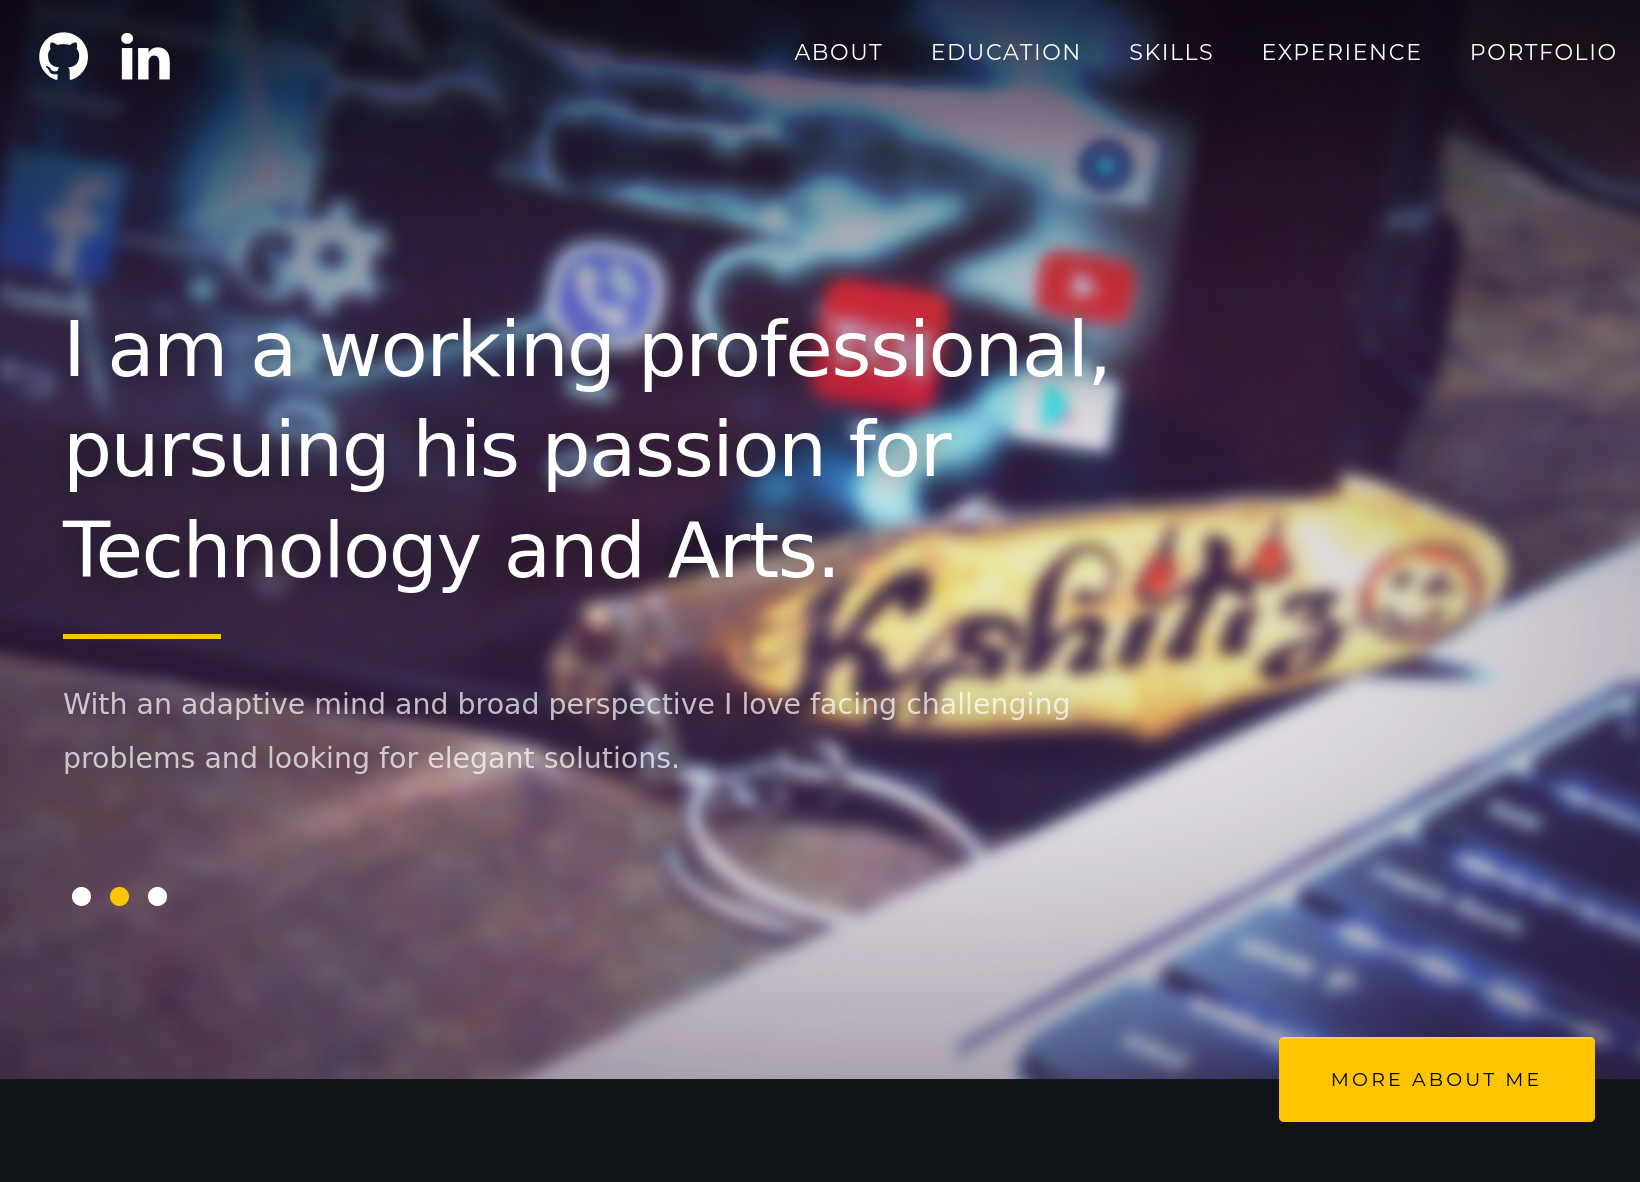 ABOUT EDUCATION SKILLS EXPERIENCE PORTFOLIO
I am a working professional,
pursuing his passion for
Technology and Arts.
Kshitiz
With an adaptive mind and broad perspective I love facing challenging
problems and looking for elegant solutions.
MORE ABOUT ME